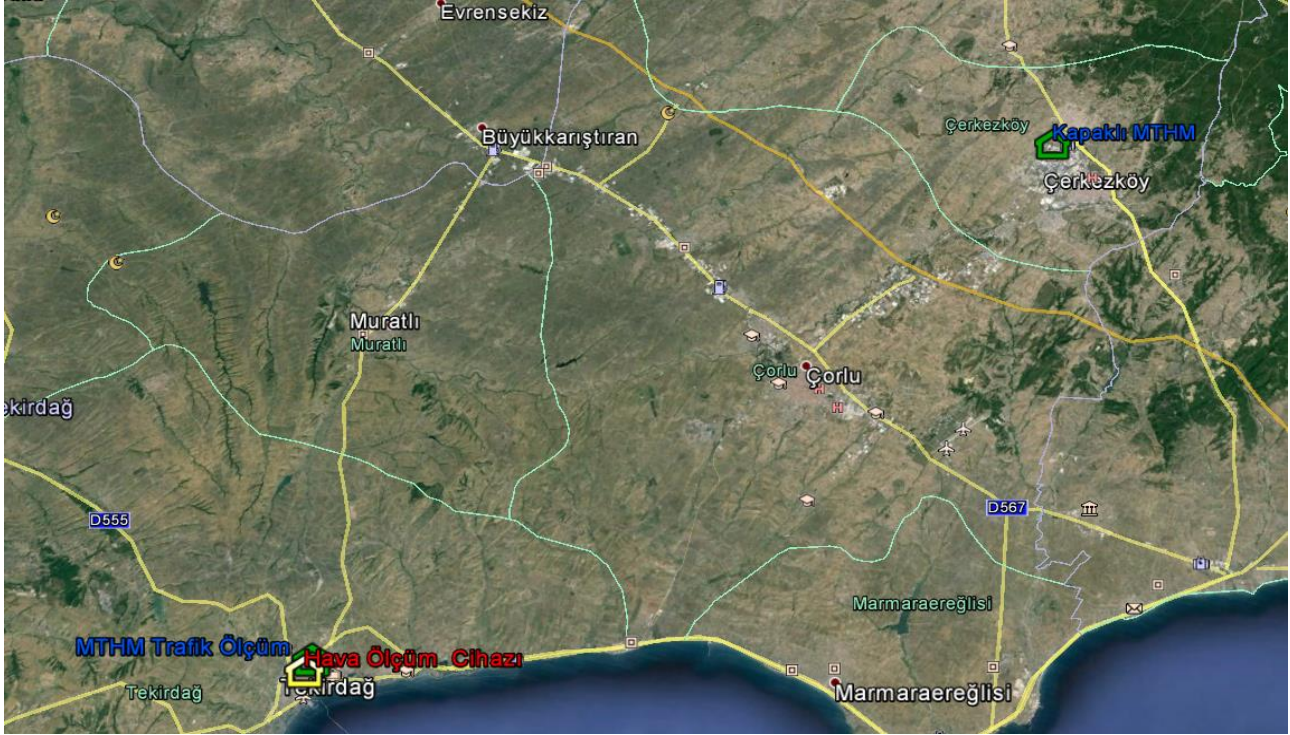 Evrensekiz
Büyükkarıştıran
Çerkezköy
Kapaklı MTHM
Çerkezköy
Muratlı
Muratlı
Çorlu
Çorlu
ekirdağ
D555
D567
Marmaraereğlisi
MTHM Trafik Ölçüm
Hava Ölçüm Cihazı
Tekirdağ
Tekirdağ
Marmaraereğlisi